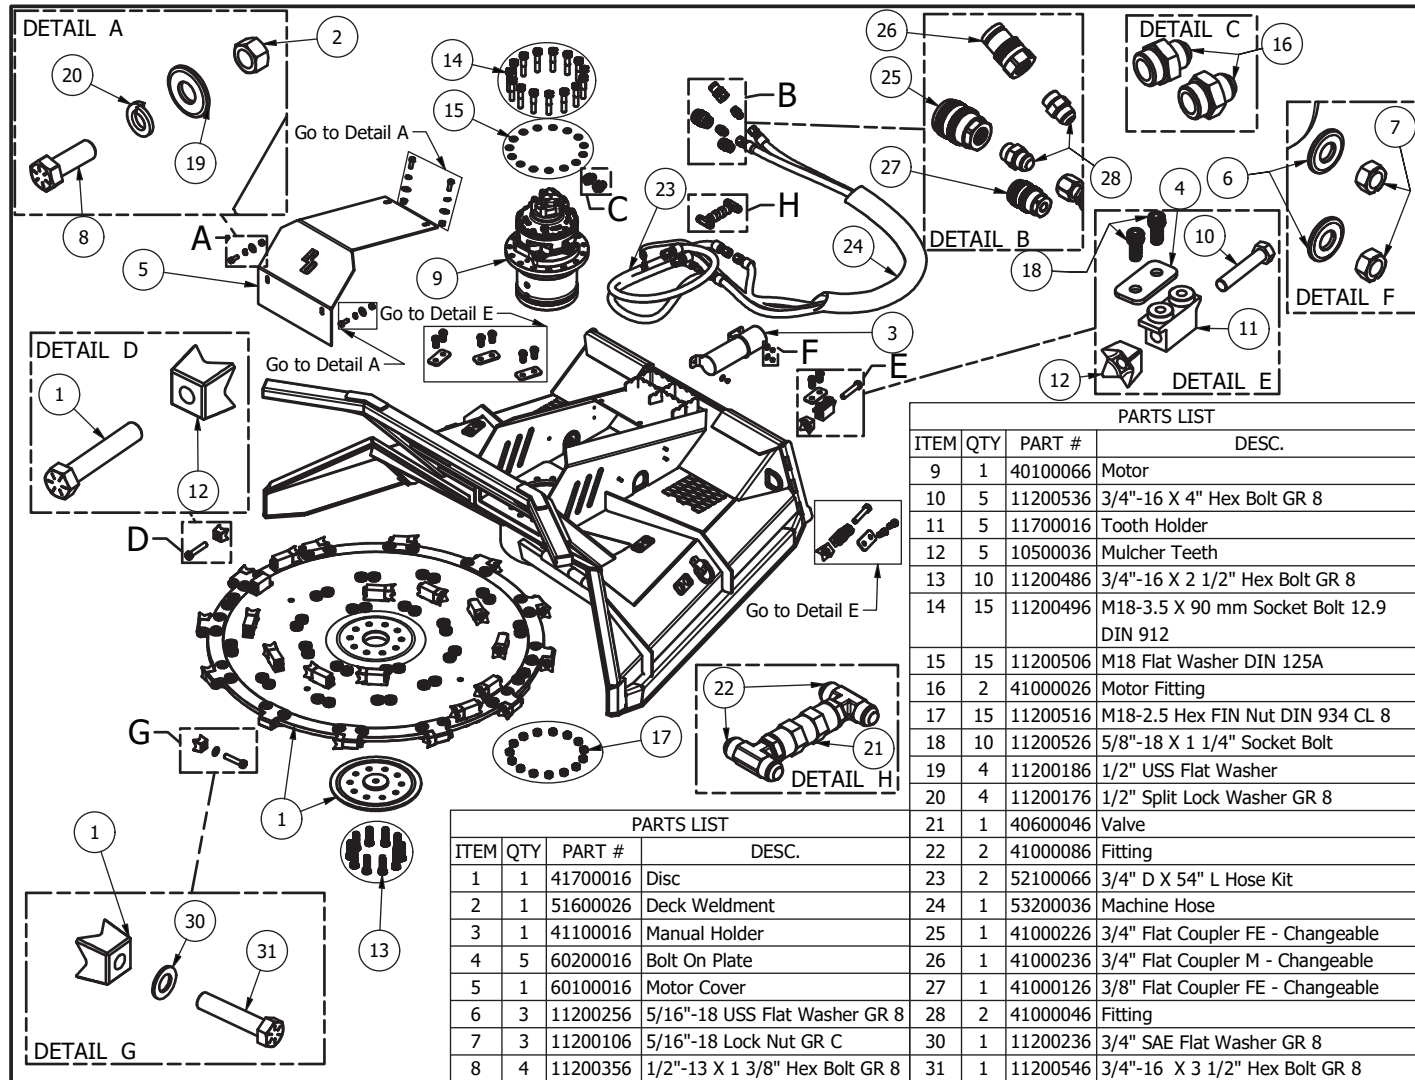 DETAIL A
2
20
19
8
Go to Detail A
A
5
Go to Detail A
14
15
9
C
23
B
H
24
26
25
27
28
DETAIL B
DETAIL C
16
7
6
DETAIL F
4
18
10
11
12
DETAIL E
Go to Detail E
3
F
E
DETAIL D
1
12
D
Go to Detail E
G
1
1
13
17
22
21
DETAIL H
1
30
31
DETAIL G
PARTS LIST
ITEM QTY PART # DESC.
1 1 41700016 Disc
2 1 51600026 Deck Weldment
3 1 41100016 Manual Holder
4 5 60200016 Bolt On Plate
5 1 60100016 Motor Cover
6 3 11200256 5/16"-18 USS Flat Washer GR 8
7 3 11200106 5/16"-18 Lock Nut GR C
8 4 11200356 1/2"-13 X 1 3/8" Hex Bolt GR 8
PARTS LIST
ITEM QTY PART # DESC.
9 1 40100066 Motor
10 5 11200536 3/4"-16 X 4" Hex Bolt GR 8
11 5 11700016 Tooth Holder
12 5 10500036 Mulcher Teeth
13 10 11200486 3/4"-16 X 2 1/2" Hex Bolt GR 8
14 15 11200496 M18-3.5 X 90 mm Socket Bolt 12.9
DIN 912
15 15 11200506 M18 Flat Washer DIN 125A
16 2 41000026 Motor Fitting
17 15 11200516 M18-2.5 Hex FIN Nut DIN 934 CL 8
18 10 11200526 5/8"-18 X 1 1/4" Socket Bolt
19 4 11200186 1/2" USS Flat Washer
20 4 11200176 1/2" Split Lock Washer GR 8
21 1 40600046 Valve
22 2 41000086 Fitting
23 2 52100066 3/4" D X 54" L Hose Kit
24 1 53200036 Machine Hose
25 1 41000226 3/4" Flat Coupler FE - Changeable
26 1 41000236 3/4" Flat Coupler M - Changeable
27 1 41000126 3/8" Flat Coupler FE - Changeable
28 2 41000046 Fitting
30 1 11200236 3/4" SAE Flat Washer GR 8
31 1 11200546 3/4"-16 X 3 1/2" Hex Bolt GR 8